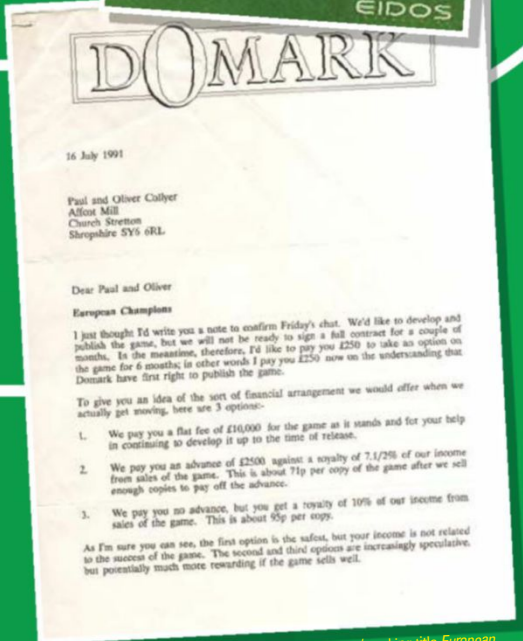 EIDOS
DOMARK
16 July 1991
Paul and Oliver Collyer
Affcot Mill
Church Stretton
Shropshire SY6 6RL
Dear Paul and Oliver
European Champions
I just thought I'd write you a note to confirm Friday's chat. We'd like to develop and
publish the game, but we will not be ready to sign a full contract for a couple of
months. In the meantime, therefore, I'd like to pay you £250 to take an option on
the game for 6 months; in other words I pay you £250 now on the understanding that
Domark have first right to publish the game.
To give you an idea of the sort of financial arrangement we would offer when we
actually get moving, here are 3 options:-
1. We pay you a flat fee of £10,000 for the game as it stands and for your help
in continuing to develop it up to the time of release.
2. We pay you an advance of £2500 against a royalty of 7.1/2% of our income
from sales of the game. This is about 71p per copy of the game after we sell
enough copies to pay off the advance.
3. We pay you no advance, but you get a royalty of 10% of our income from
sales of the game. This is about 95p per copy.
As I'm sure you can see, the first option is the safest, but your income is not related
to the success of the game. The second and third options are increasingly speculative,
but potentially much more rewarding if the game sells well.
title European